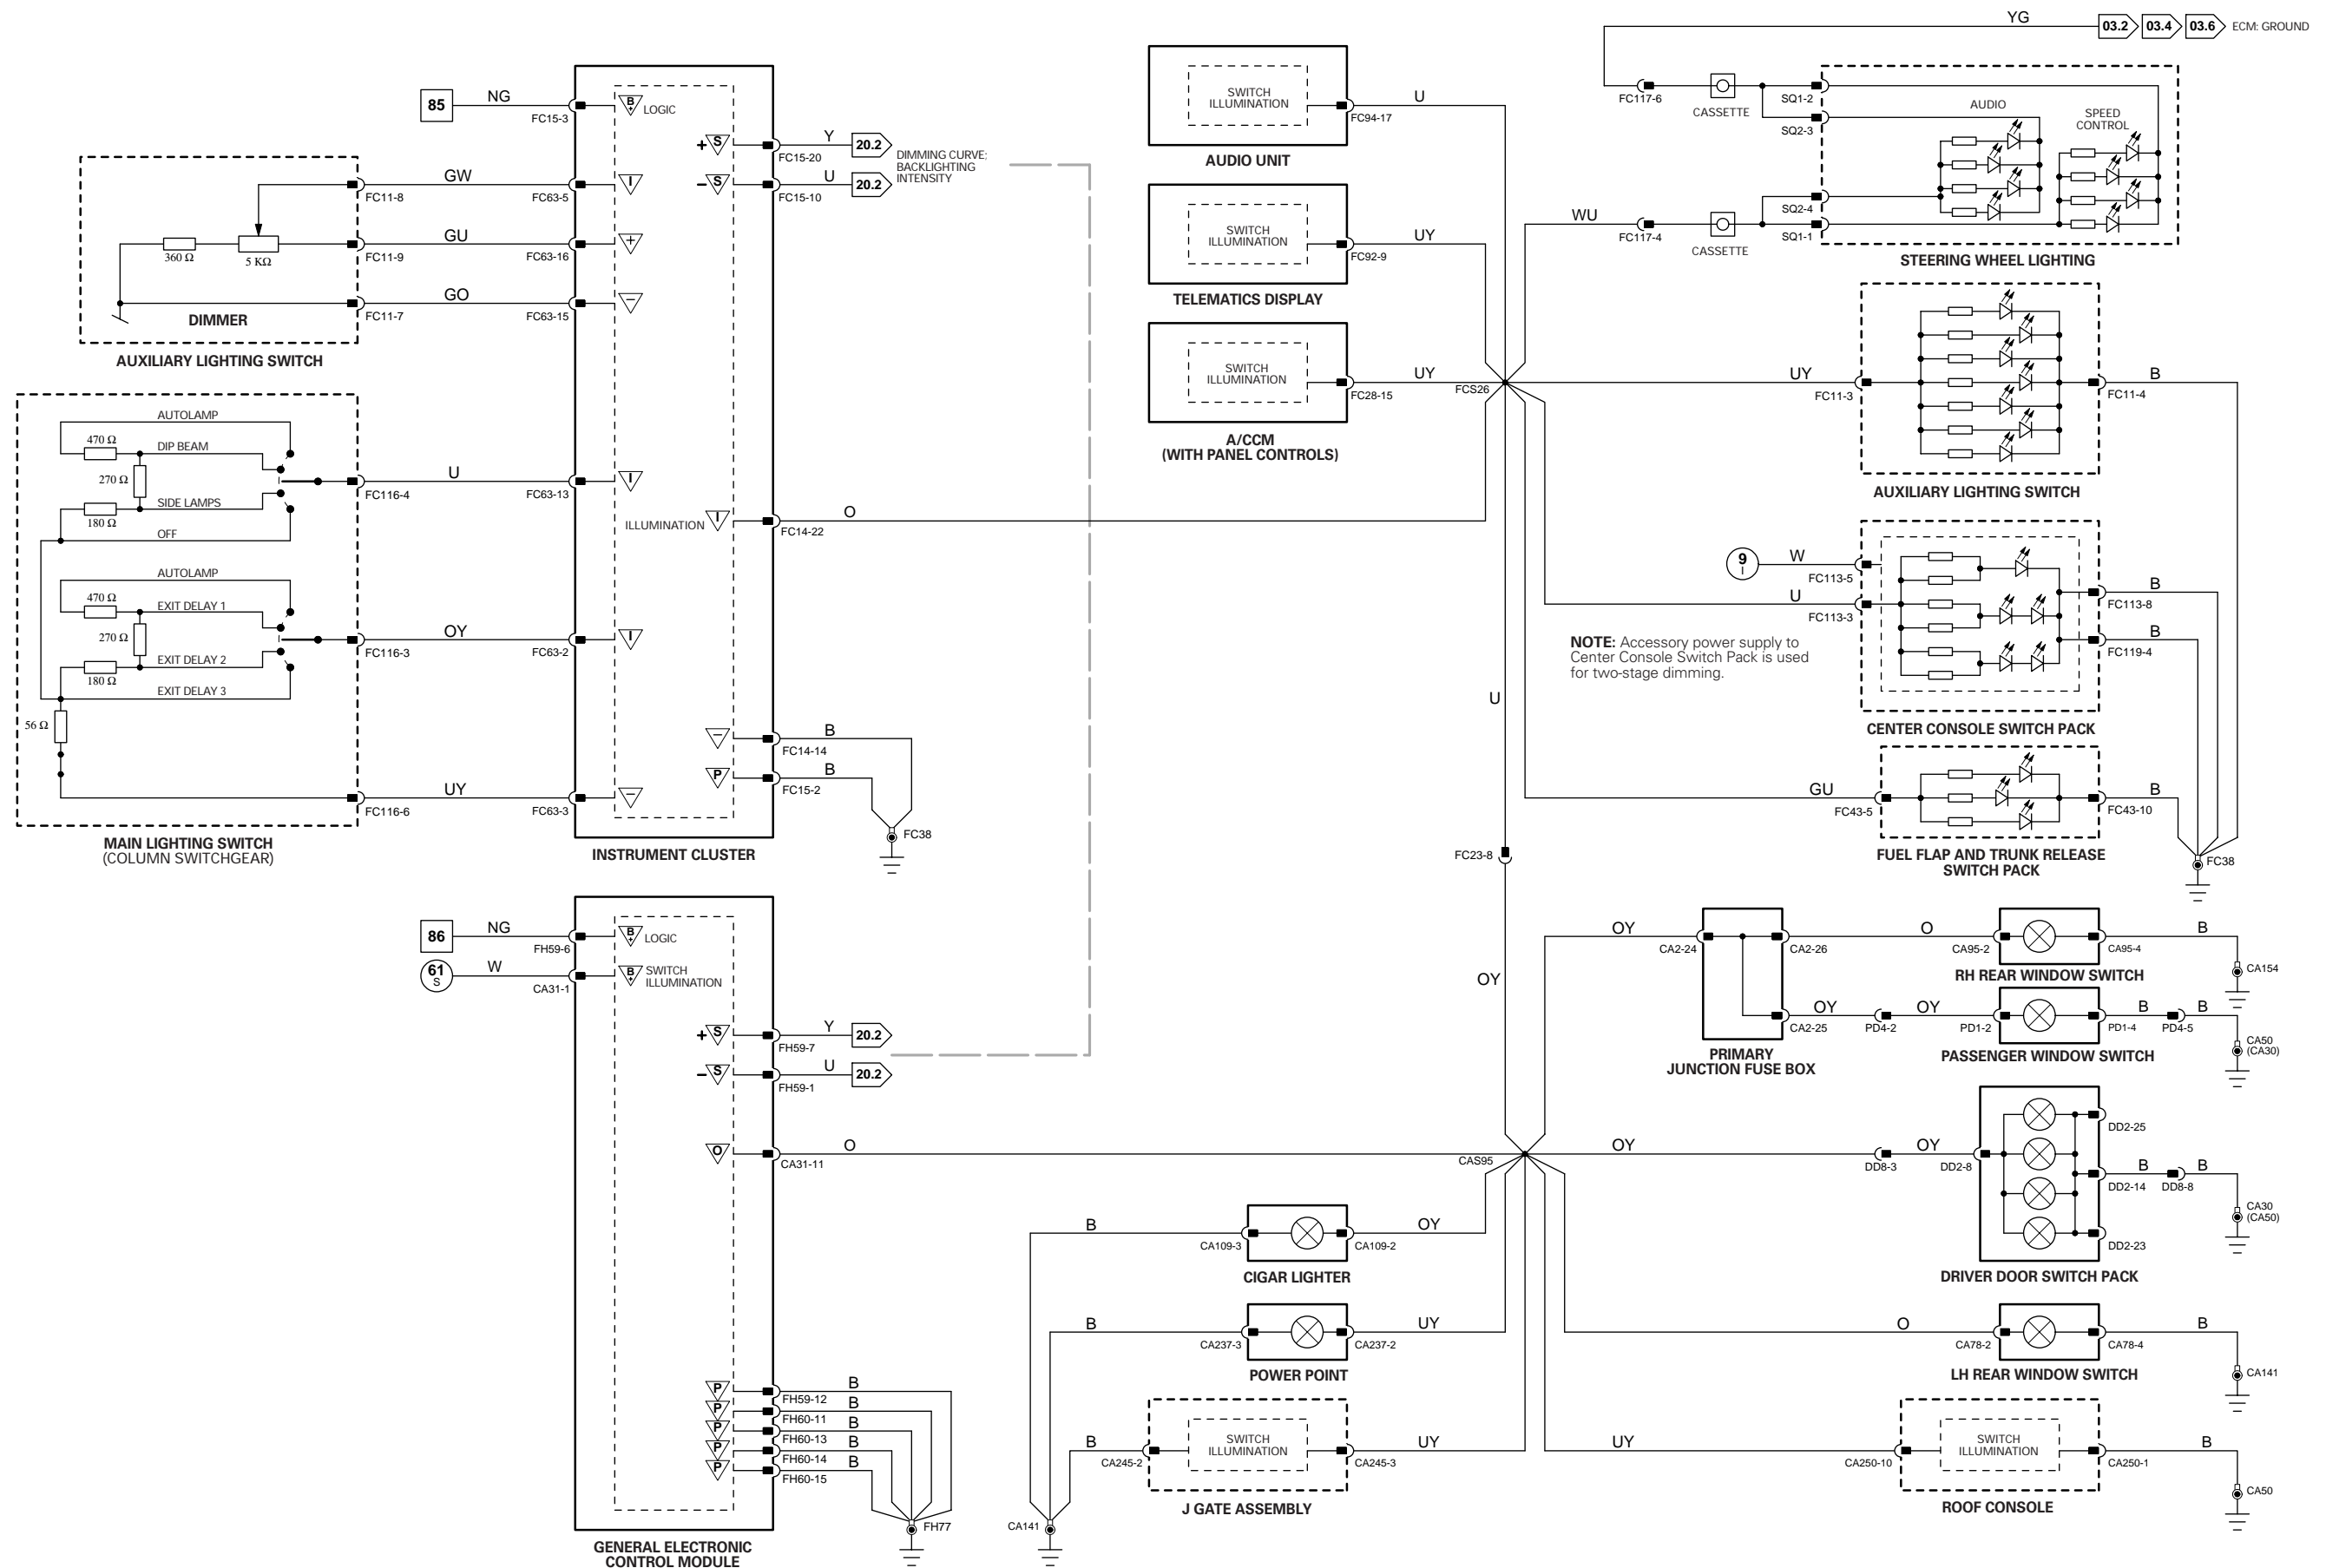 YG
03.2
03.4
03.6
ECM: GROUND
85
NG
FC15-3
B
+
LOGIC
+
S
FC15-20
Y
20.2
–
S
FC15-10
U
20.2
DIMMING CURVE;
BACKLIGHTING
INTENSITY
FC11-8
GW
FC63-5
I
360 Ω
5 KΩ
FC11-9
GU
FC63-16
+
FC11-7
GO
FC63-15
–
DIMMER
AUXILIARY LIGHTING SWITCH
AUTOLAMP
470 Ω
DIP BEAM
270 Ω
SIDE LAMPS
180 Ω
OFF
FC116-4
U
FC63-13
I
AUTOLAMP
470 Ω
EXIT DELAY 1
270 Ω
EXIT DELAY 2
180 Ω
EXIT DELAY 3
56 Ω
FC116-3
OY
FC63-2
I
FC116-6
UY
FC63-3
–
MAIN LIGHTING SWITCH
(COLUMN SWITCHGEAR)
ILLUMINATION
I
FC14-22
O
–
FC14-14
B
P
FC15-2
B
FC38
INSTRUMENT CLUSTER
SWITCH
ILLUMINATION
FC94-17
U
AUDIO UNIT
SWITCH
ILLUMINATION
FC92-9
UY
TELEMATICS DISPLAY
SWITCH
ILLUMINATION
FC28-15
UY
A/CCM
(WITH PANEL CONTROLS)
FCS26
FC117-6
CASSETTE
SQ1-2
SQ2-3
AUDIO
SPEED
CONTROL
WU
FC117-4
CASSETTE
SQ2-4
SQ1-1
STEERING WHEEL LIGHTING
UY
FC11-3
FC11-4
B
AUXILIARY LIGHTING SWITCH
9
I
W
FC113-5
U
FC113-3
FC113-8
B
FC119-4
B
NOTE: Accessory power supply to
Center Console Switch Pack is used
for two-stage dimming.
CENTER CONSOLE SWITCH PACK
GU
FC43-5
FC43-10
B
FUEL FLAP AND TRUNK RELEASE
SWITCH PACK
FC38
U
FC23-8
OY
86
NG
FH59-6
B
+
LOGIC
61
S
W
CA31-1
B
+
SWITCH
ILLUMINATION
+
S
FH59-7
Y
20.2
–
S
FH59-1
U
20.2
O
CA31-11
O
P
FH59-12
B
P
FH60-11
B
P
FH60-13
B
P
FH60-14
B
P
FH60-15
B
FH77
GENERAL ELECTRONIC
CONTROL MODULE
CAS95
OY
CA2-24
CA2-26
O
CA95-2
CA95-4
B
CA154
RH REAR WINDOW SWITCH
CA2-25
OY
PD4-2
OY
PD1-2
PD1-4
B
PD4-5
B
CA50
(CA30)
PASSENGER WINDOW SWITCH
PRIMARY
JUNCTION FUSE BOX
OY
DD8-3
OY
DD2-8
DD2-25
DD2-14
B
DD8-8
B
DD2-23
CA30
(CA50)
DRIVER DOOR SWITCH PACK
B
CA109-3
CA109-2
OY
CIGAR LIGHTER
B
CA237-3
CA237-2
UY
POWER POINT
B
CA245-2
SWITCH
ILLUMINATION
CA245-3
UY
J GATE ASSEMBLY
CA141
O
CA78-2
CA78-4
B
CA141
LH REAR WINDOW SWITCH
UY
CA250-10
SWITCH
ILLUMINATION
CA250-1
B
CA50
ROOF CONSOLE